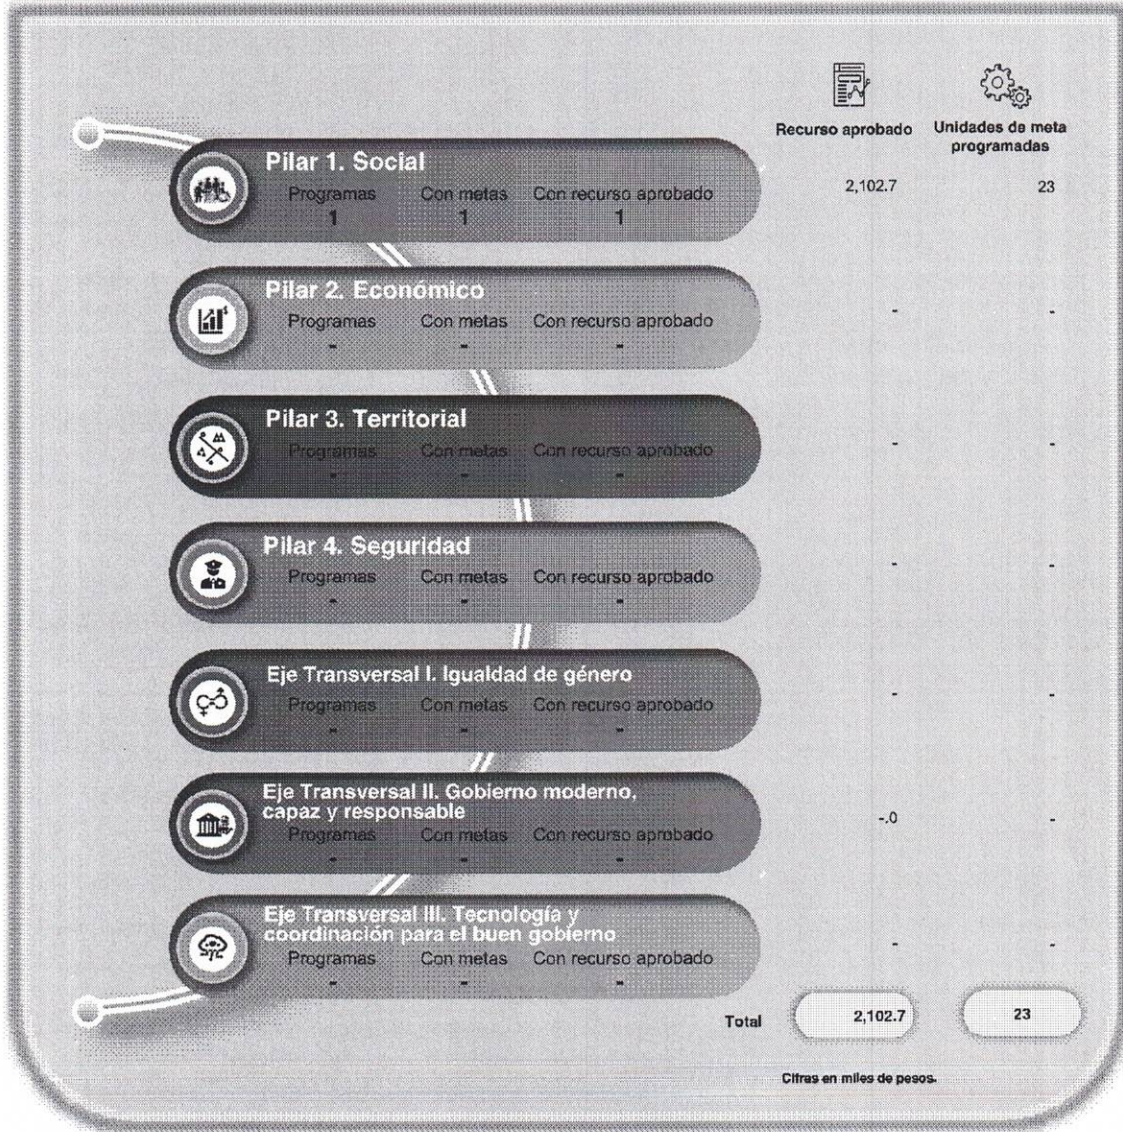 Recurso aprobado
Unidades de meta
programadas
Pilar 1. Social
Programas Con metas Con recurso aprobado
1 1 1
2,102.7 23
Pilar 2. Económico
Programas Con metas Con recurso aprobado
- - -
- -
Pilar 3. Territorial
Programas Con metas Con recurso aprobado
- - -
- -
Pilar 4. Seguridad
Programas Con metas Con recurso aprobado
- - -
- -
Eje Transversal I. Igualdad de género
Programas Con metas Con recurso aprobado
- - -
- -
Eje Transversal II. Gobierno moderno,
capaz y responsable
Programas Con metas Con recurso aprobado
- - -
-.0 -
Eje Transversal III. Tecnología y
coordinación para el buen gobierno
Programas Con metas Con recurso aprobado
- - -
- -
Total 2,102.7 23
Cifras en miles de pesos.